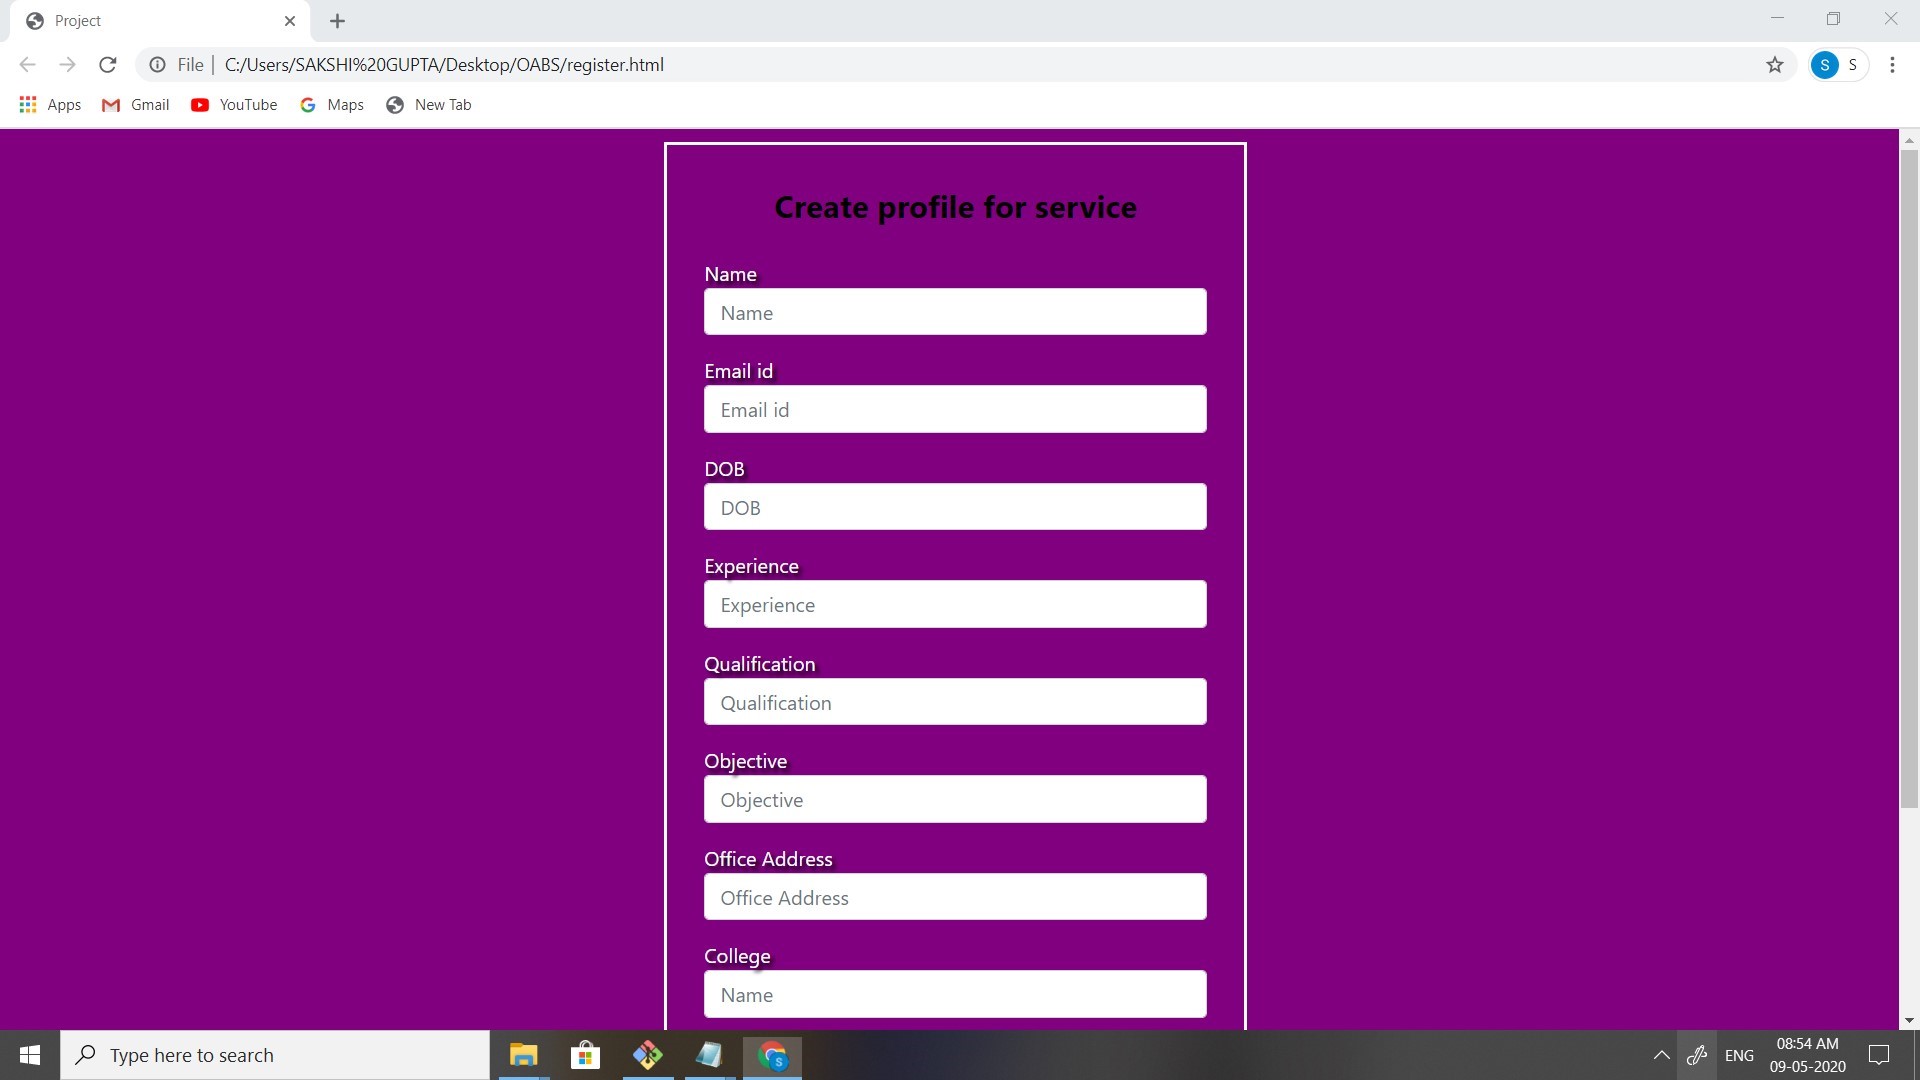 Project
File
C:/Users/SAKSHI%20GUPTA/Desktop/OABS/register.html
S
S
Apps
Gmail
YouTube
Maps
New Tab
Create profile for service
Name
Name
Email id
Email id
DOB
DOB
Experience
Experience
Qualification
Qualification
Objective
Objective
Office Address
Office Address
College
Name
Type here to search
S
ENG
08:54 AM
09-05-2020